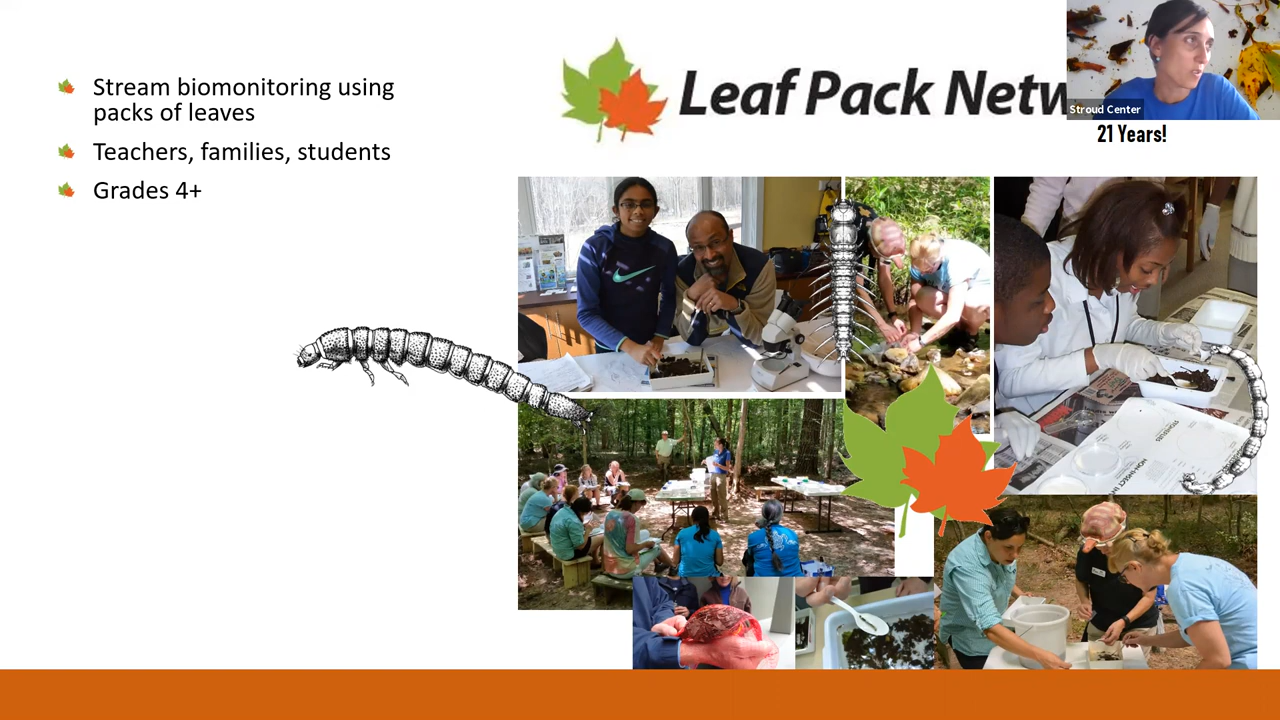 Stream biomonitoring using
packs of leaves
Teachers, families, students
Grades 4+
Leaf Pack Netw
Stroud Center
21 Years!